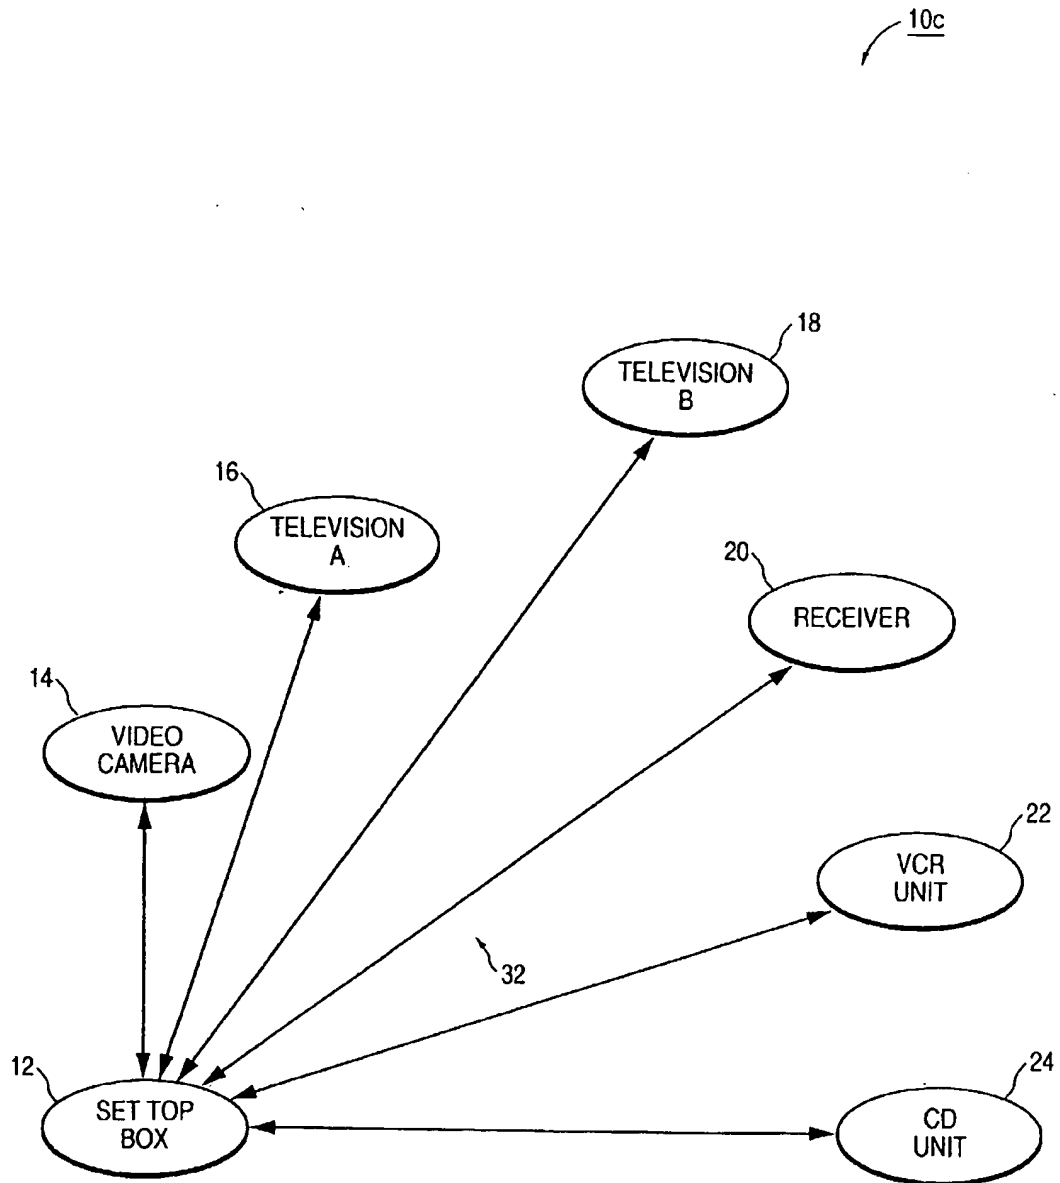 10c
18
TELEVISION
B
16
TELEVISION
A
20
RECEIVER
14
VIDEO
CAMERA
22
VCR
UNIT
32
12
SET TOP
BOX
24
CD
UNIT